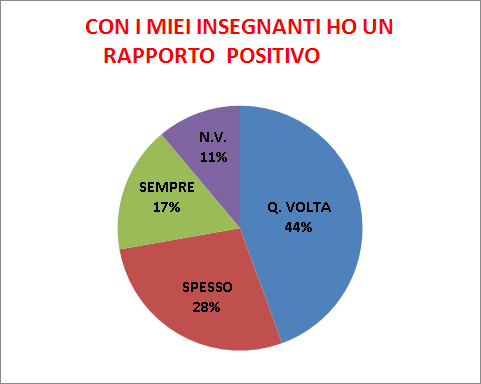 CON I MIEI INSEGNANTI HO UN
RAPPORTO POSITIVO
N.V.
11%
SEMPRE
17%
Q. VOLTA
44%
SPESSO
28%